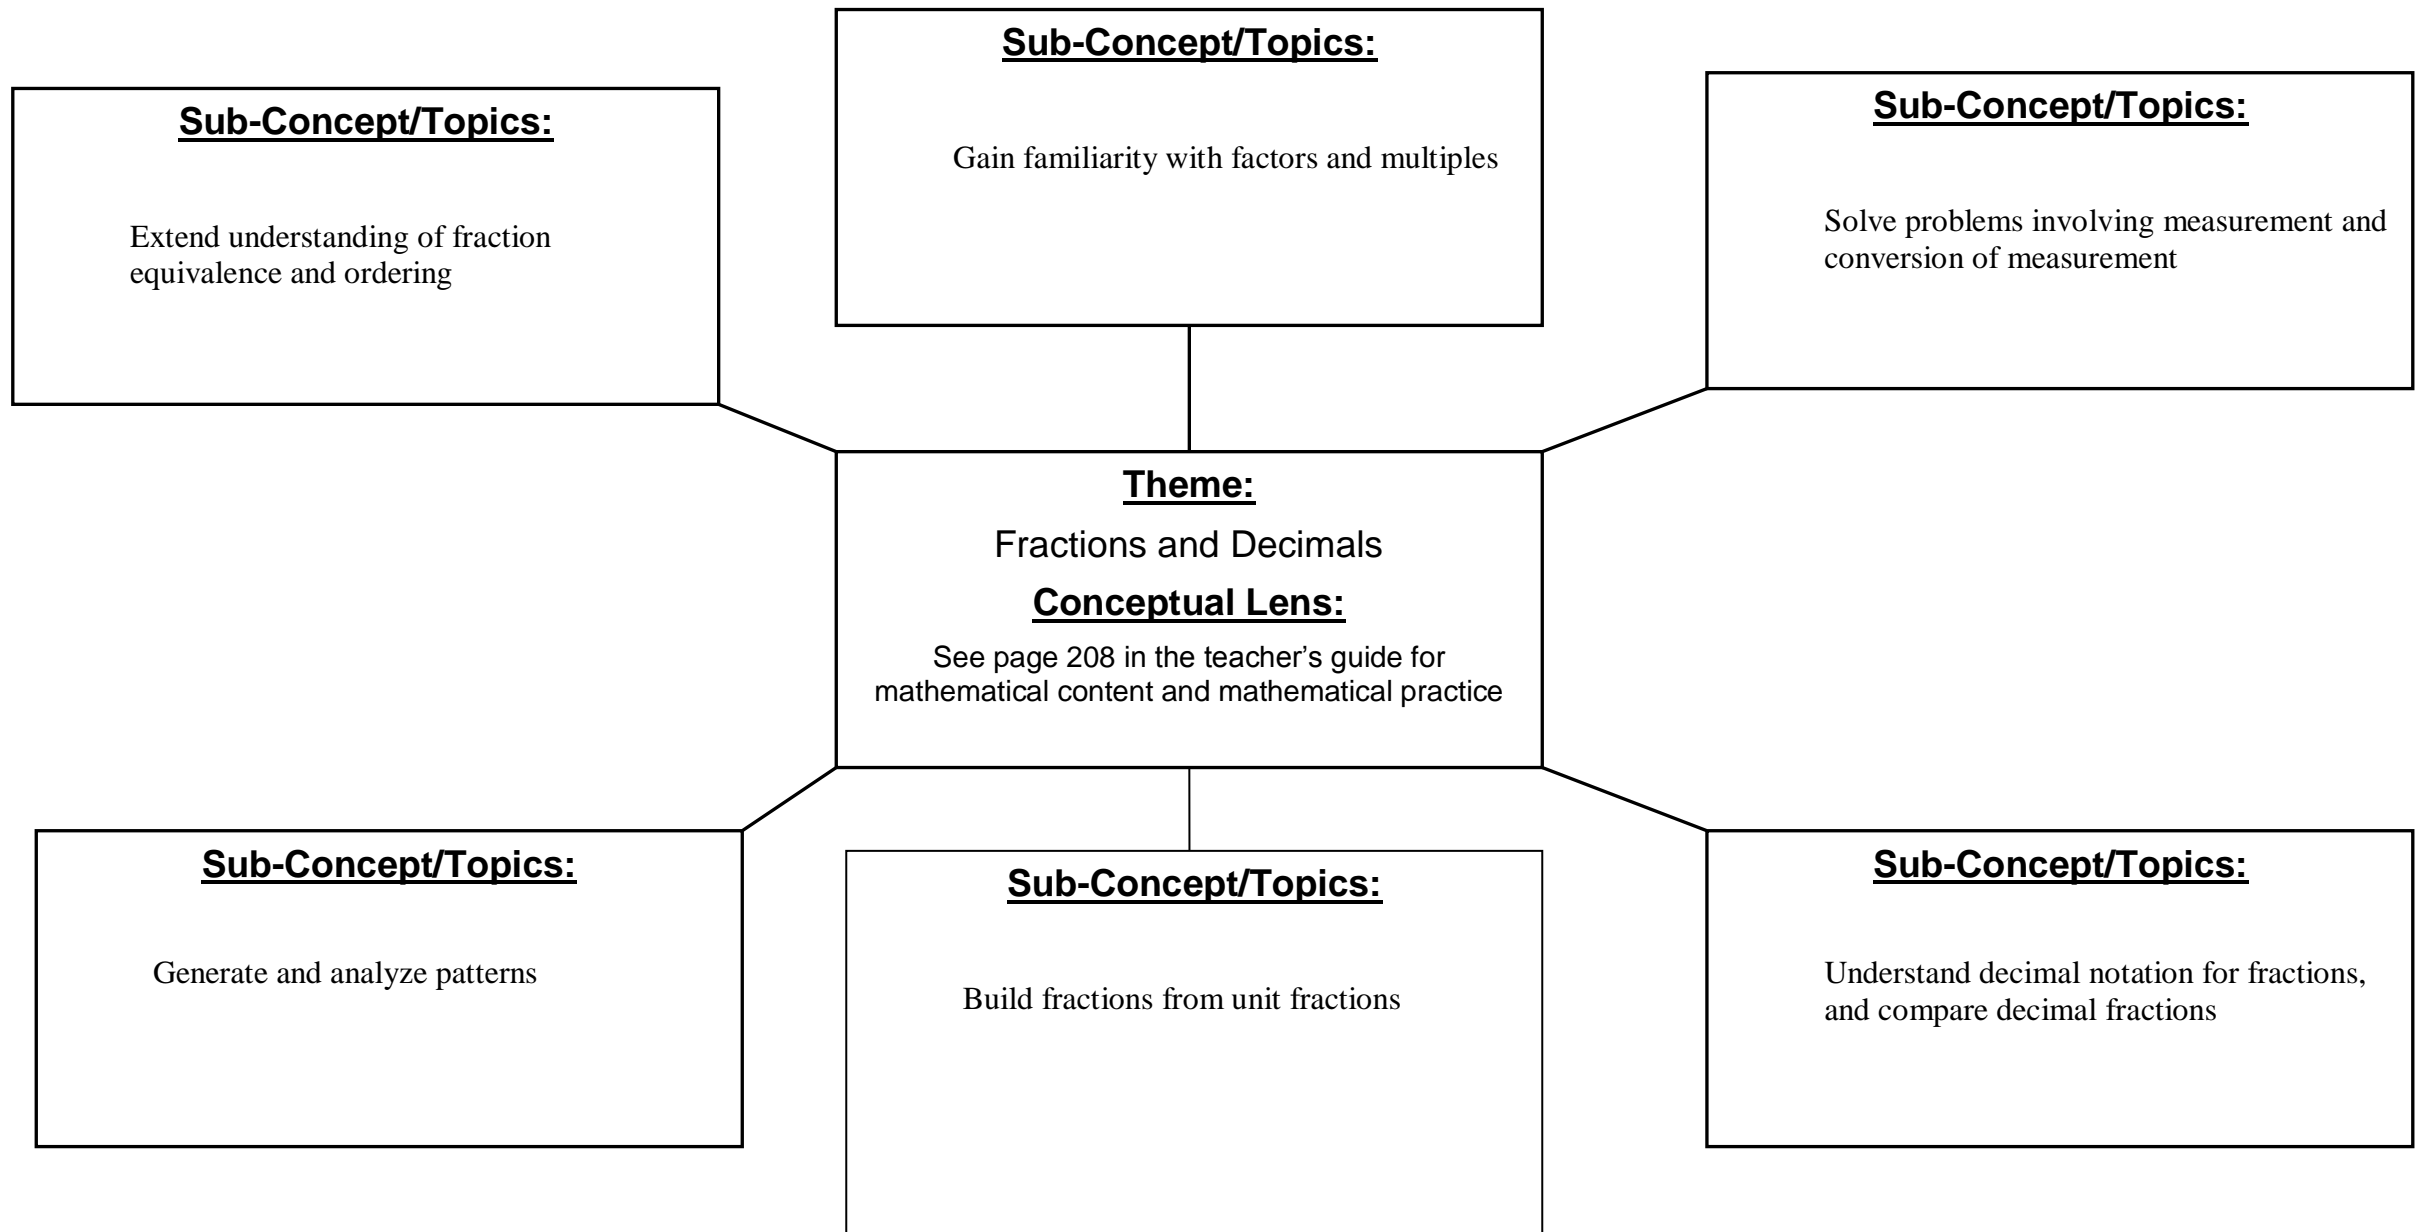 Sub-Concept/Topics:
Extend understanding of fraction
equivalence and ordering
Sub-Concept/Topics:
Gain familiarity with factors and multiples
Sub-Concept/Topics:
Solve problems involving measurement and
conversion of measurement
Theme:
Fractions and Decimals
Conceptual Lens:
See page 208 in the teacher’s guide for
mathematical content and mathematical practice
Sub-Concept/Topics:
Generate and analyze patterns
Sub-Concept/Topics:
Build fractions from unit fractions
Sub-Concept/Topics:
Understand decimal notation for fractions,
and compare decimal fractions